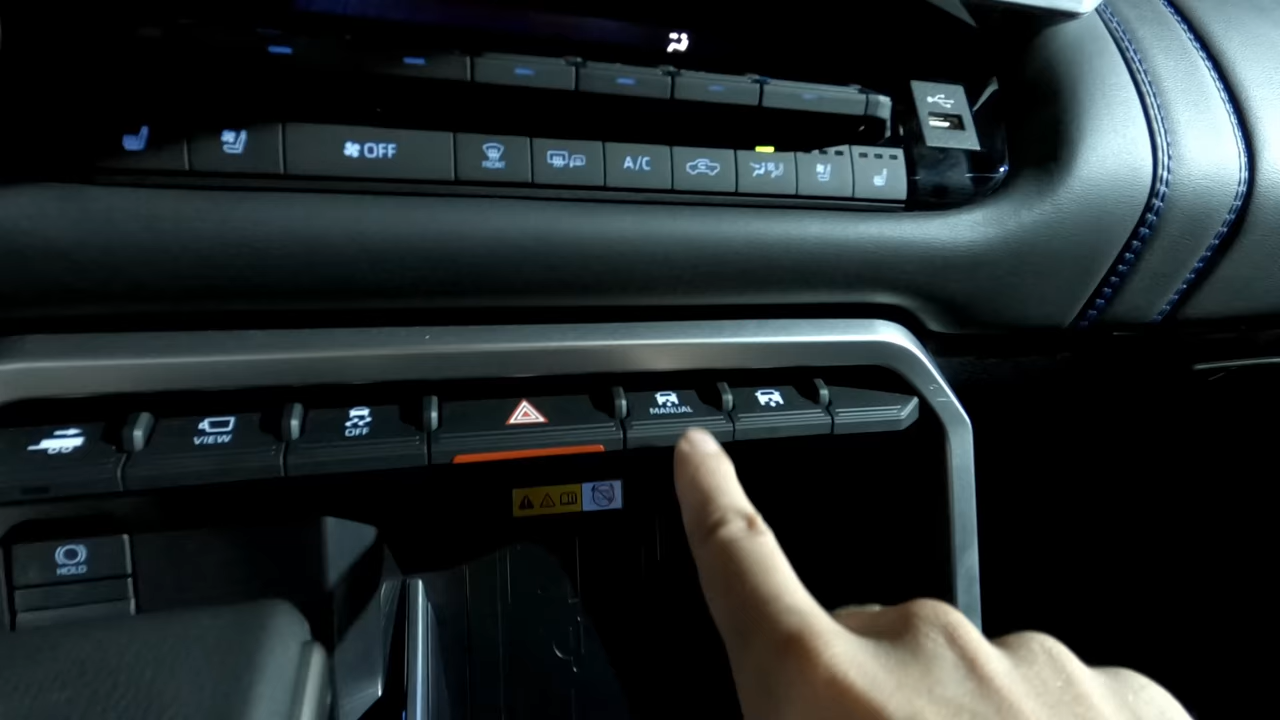 OFF
FRONT
A/C
VIEW
OFF
MANUAL
HOLD